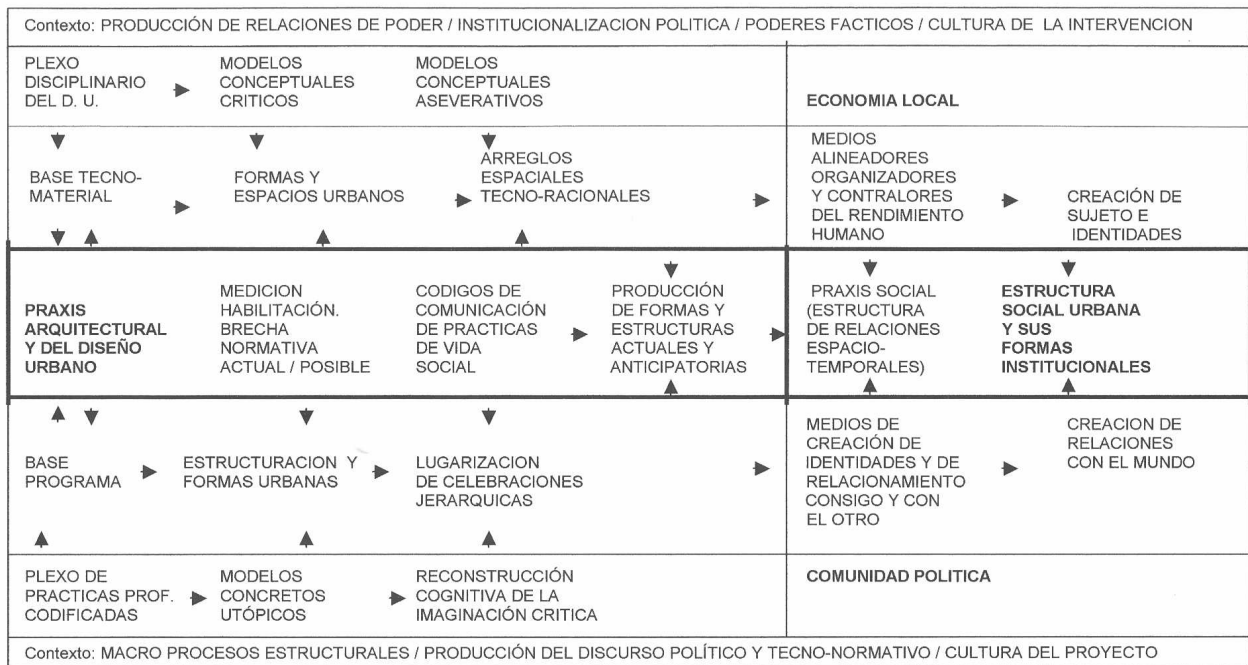 Contexto: PRODUCCIÓN DE RELACIONES DE PODER / INSTITUCIONALIZACION POLITICA / PODERES FACTICOS / CULTURA DE LA INTERVENCION
PLEXO
DISCIPLINARIO
DEL D. U.
MODELOS
CONCEPTUALES
CRITICOS
MODELOS
CONCEPTUALES
ASEVERATIVOS
ECONOMIA LOCAL
BASE TECNO-
MATERIAL
FORMAS Y
ESPACIOS URBANOS
ARREGLOS
ESPACIALES
TECNO-RACIONALES
MEDIOS
ALINEADORES
ORGANIZADORES
Y CONTRALORES
DEL RENDIMIENTO
HUMANO
CREACIÓN DE
SUJETO E
IDENTIDADES
PRAXIS
ARQUITECTURAL
Y DEL DISEÑO
URBANO
MEDICION
HABILITACIÓN.
BRECHA
NORMATIVA
ACTUAL / POSIBLE
CODIGOS DE
COMUNICACIÓN
DE PRACTICAS
DE VIDA
SOCIAL
PRODUCCIÓN
DE FORMAS Y
ESTRUCTURAS
ACTUALES Y
ANTICIPATORIAS
PRAXIS SOCIAL
(ESTRUCTURA
DE RELACIONES
ESPACIO-
TEMPORALES)
ESTRUCTURA
SOCIAL URBANA
Y SUS
FORMAS
INSTITUCIONALES
BASE
PROGRAMA
ESTRUCTURACION Y
FORMAS URBANAS
LUGARIZACION
DE CELEBRACIONES
JERARQUICAS
MEDIOS DE
CREACIÓN DE
IDENTIDADES Y DE
RELACIONAMIENTO
CONSIGO Y CON
EL OTRO
CREACION DE
RELACIONES
CON EL MUNDO
PLEXO DE
PRACTICAS PROF.
CODIFICADAS
MODELOS
CONCRETOS
UTÓPICOS
RECONSTRUCCIÓN
COGNITIVA DE LA
IMAGINACIÓN CRITICA
COMUNIDAD POLITICA
Contexto: MACRO PROCESOS ESTRUCTURALES / PRODUCCIÓN DEL DISCURSO POLÍTICO Y TECNO-NORMATIVO / CULTURA DEL PROYECTO